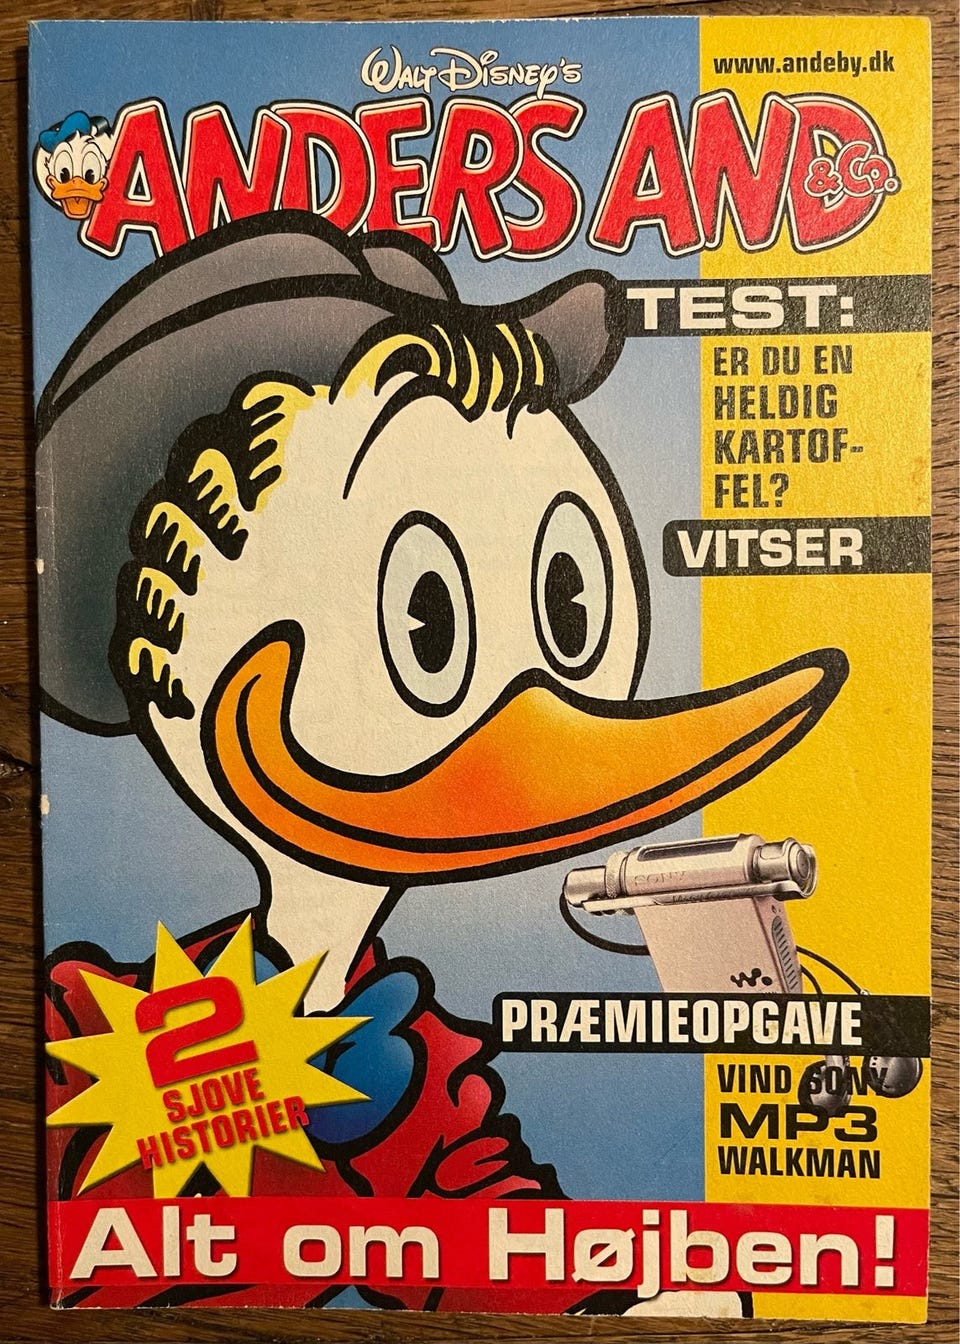 www.andeby.dk
WALT DISNEY'S
ANDERS AND
& Co.
TEST:
ER DU EN
HELDIG
KARTOF-
FEL?
VITSER
SONY
PRÆMIEOPGAVE
VIND SONY
MP3
WALKMAN
2
SJOVE
HISTORIER
Alt om Højben!